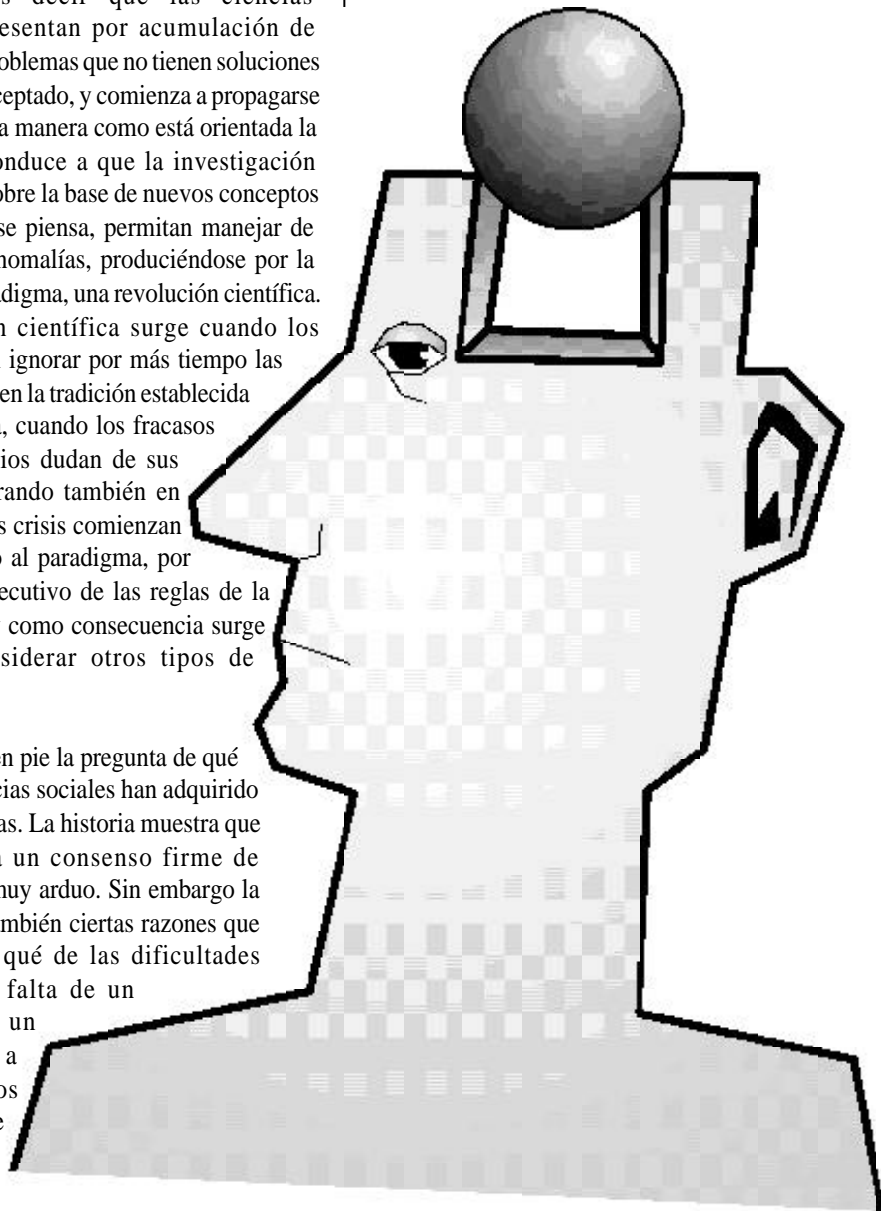 decir que las ciencias
esentan por acumulación de
oblemas que no tienen soluciones
ceptado, y comienza a propagarse
a manera como está orientada la
onduce a que la investigación
obre la base de nuevos conceptos
se piensa, permitan manejar de
nomalías, produciéndose por la
adigma, una revolución científica.
n científica surge cuando los
ignorar por más tiempo las
en la tradición establecida
, cuando los fracasos
ios dudan de sus
rando también en
s crisis comienzan
o al paradigma, por
ecutivo de las reglas de la
como consecuencia surge
siderar otros tipos de
en pie la pregunta de qué
cias sociales han adquirido
as. La historia muestra que
a un consenso firme de
muy arduo. Sin embargo la
ambién ciertas razones que
qué de las dificultades
falta de un
un
a
os
e